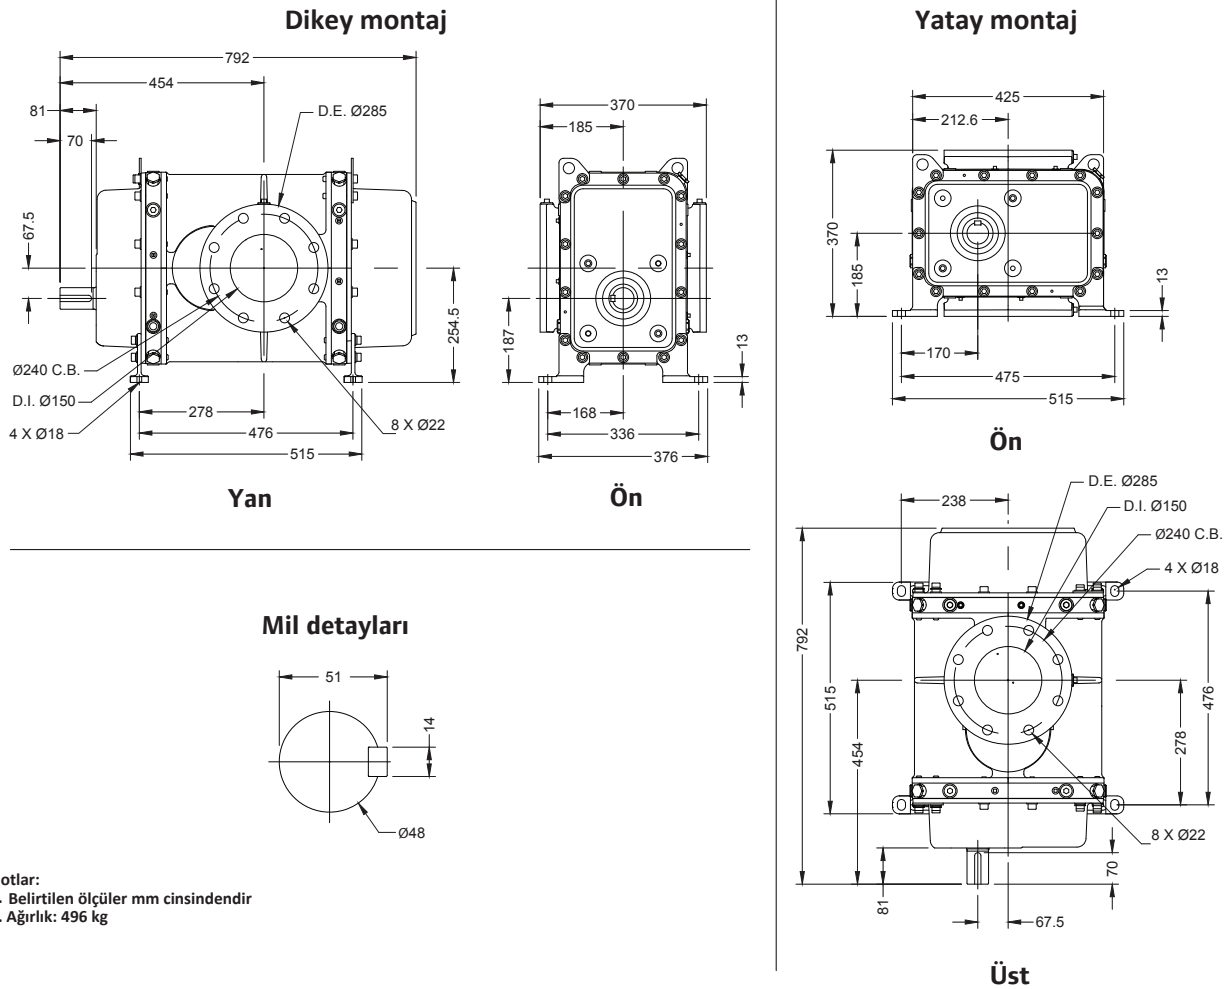 Dikey montaj
792
454
81
70
D.E. Ø285
67.5
254.5
Ø240 C.B.
D.I. Ø150
4 X Ø18
278
476
515
8 X Ø22
Yan
370
185
187
13
168
336
376
Ön
Yatay montaj
425
212.6
370
185
13
170
475
515
Ön
238
D.E. Ø285
D.I. Ø150
Ø240 C.B.
4 X Ø18
792
515
454
476
278
8 X Ø22
70
81
67.5
Üst
Mil detayları
51
14
Ø48
otlar:
. Belirtilen ölçüler mm cinsindendir
. Ağırlık: 496 kg